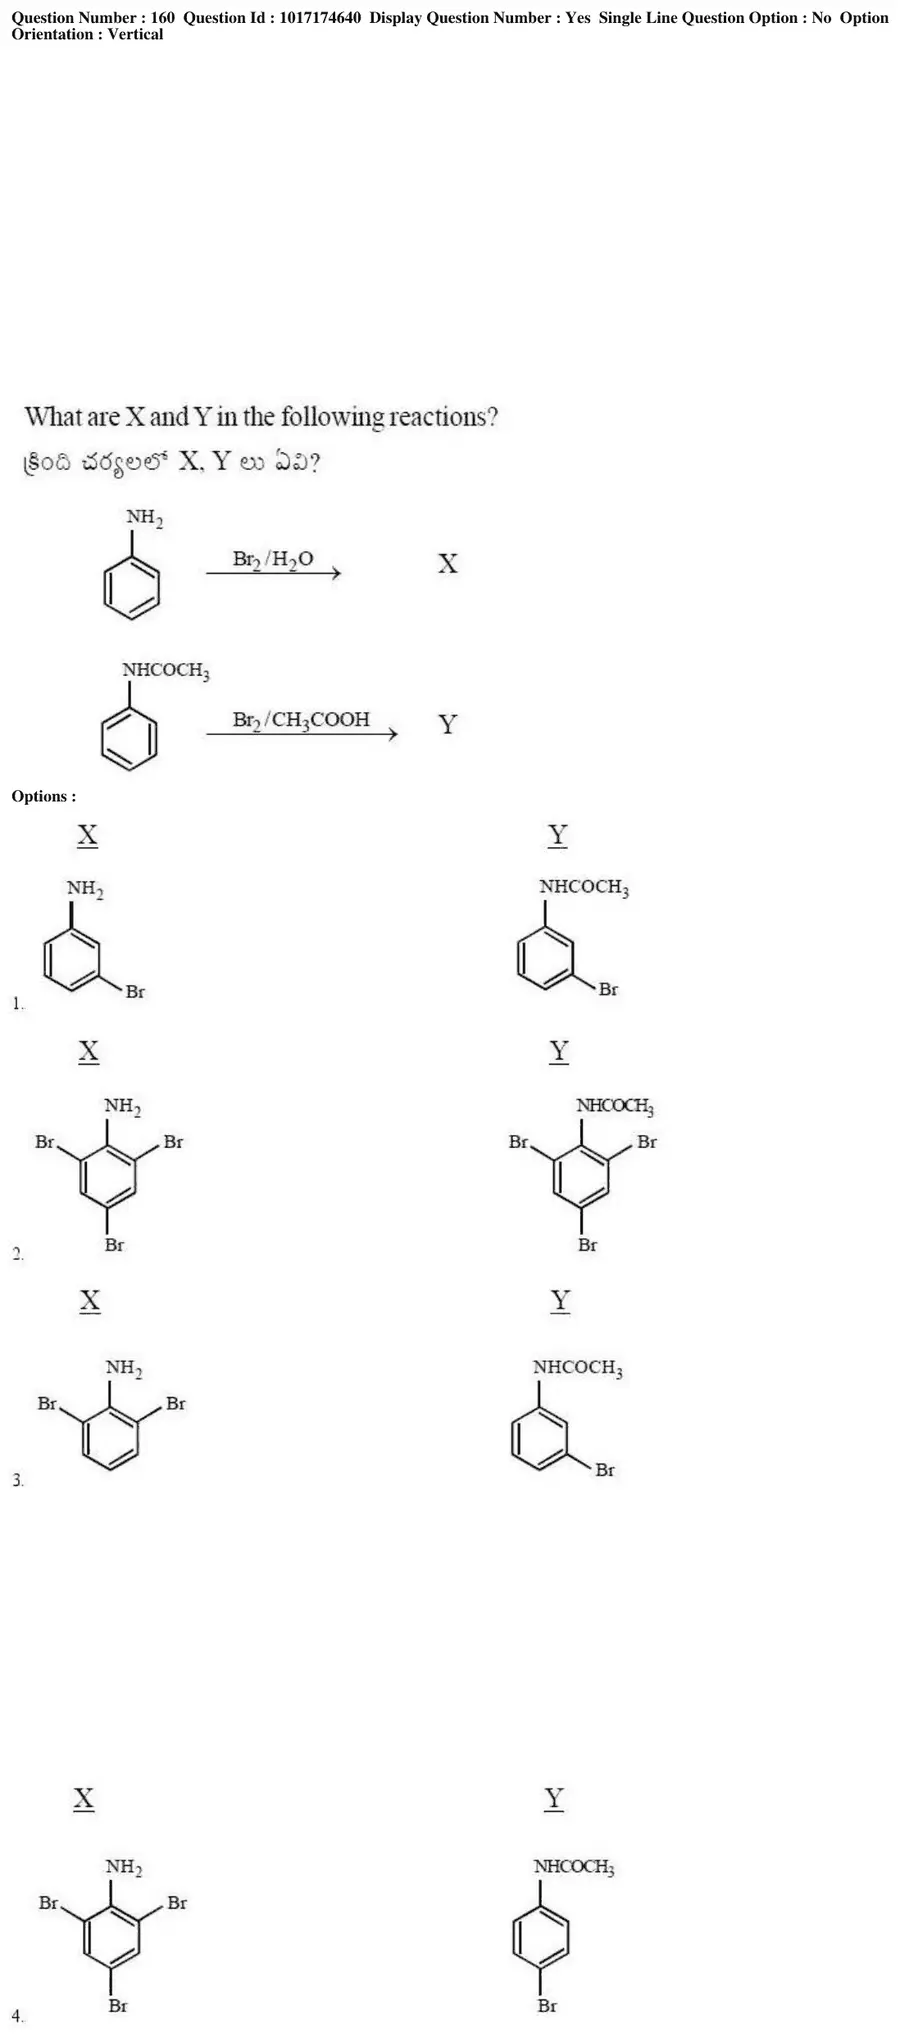 Question Number : 160 Question Id : 1017174640 Display Question Number : Yes Single Line Question Option : No Option
Orientation : Vertical
What are X and Y in the following reactions?
క్రింది చర్యలలో X, Y లు ఏవి?
NH2
Br2/H2O X
NHCOCH3
Br2/CH3COOH Y
Options :
X Y
NH2 NHCOCH3
Br Br
1.
X Y
NH2 NHCOCH3
Br Br Br Br
Br Br
2.
X Y
NH2 NHCOCH3
Br Br
Br
3.
X Y
NH2 NHCOCH3
Br Br
Br Br
4.